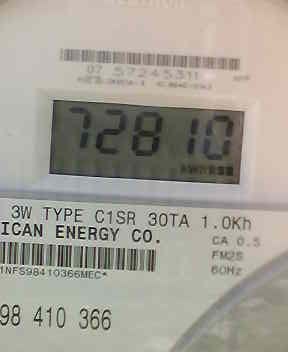 07 57245311
72810
3W TYPE C1SR 30TA 1.0Kh
ICAN ENERGY CO.
CA 0.5
FM2S
60Hz
1NFS98410366MEC*
98 410 366